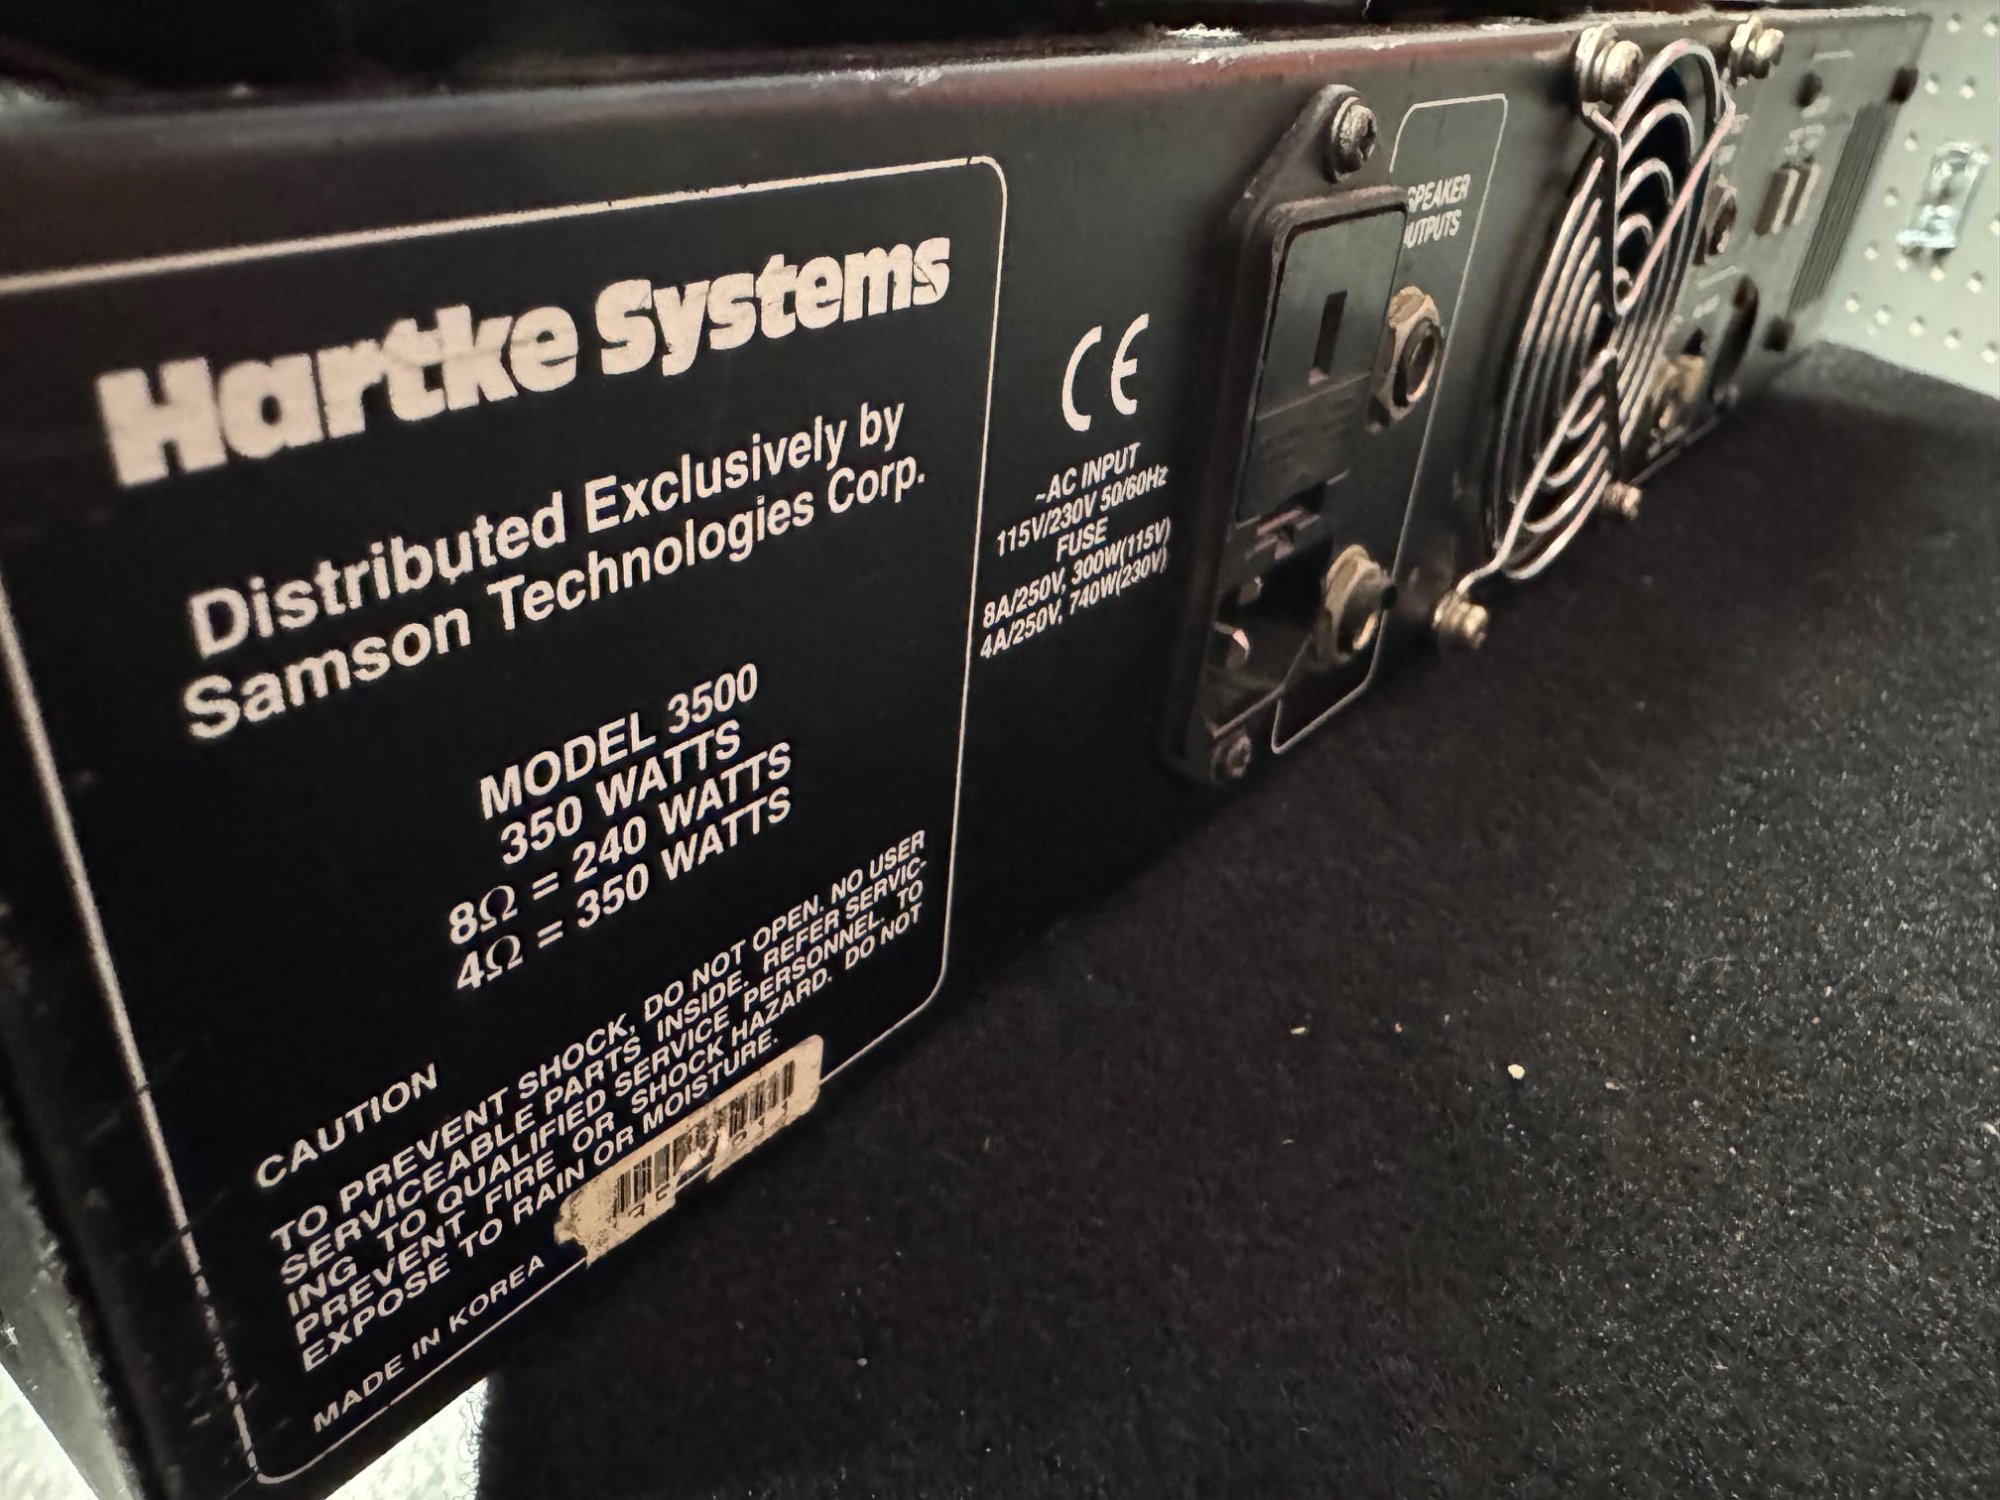 Hartke Systems
Distributed Exclusively by
Samson Technologies Corp.
MODEL 3500
350 WATTS
8Ω = 240 WATTS
4Ω = 350 WATTS
CAUTION
TO PREVENT SHOCK, DO NOT OPEN. NO USER
SERVICEABLE PARTS INSIDE. REFER SERVIC-
ING TO QUALIFIED SERVICE PERSONNEL. TO
PREVENT FIRE OR SHOCK HAZARD. DO NOT
EXPOSE TO RAIN OR MOISTURE.
MADE IN KOREA
CE
~AC INPUT
115V/230V 50/60Hz
FUSE
8A/250V, 300W(115V)
4A/250V, 740W(230V)
SPEAKER
OUTPUTS